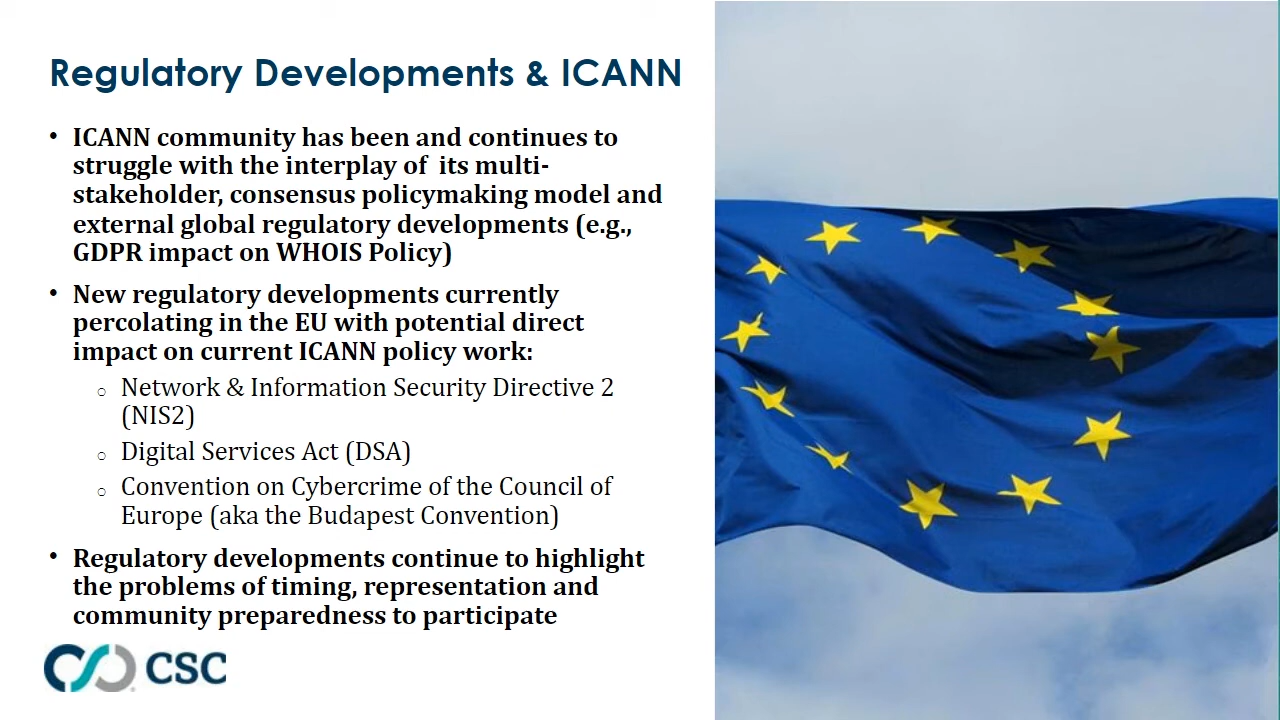 Regulatory Developments & ICANN
• ICANN community has been and continues to
struggle with the interplay of  its multi-
stakeholder, consensus policymaking model and
external global regulatory developments (e.g.,
GDPR impact on WHOIS Policy)
• New regulatory developments currently
percolating in the EU with potential direct
impact on current ICANN policy work:
○ Network & Information Security Directive 2
(NIS2)
○ Digital Services Act (DSA)
○ Convention on Cybercrime of the Council of
Europe (aka the Budapest Convention)
• Regulatory developments continue to highlight
the problems of timing, representation and
community preparedness to participate
CSC